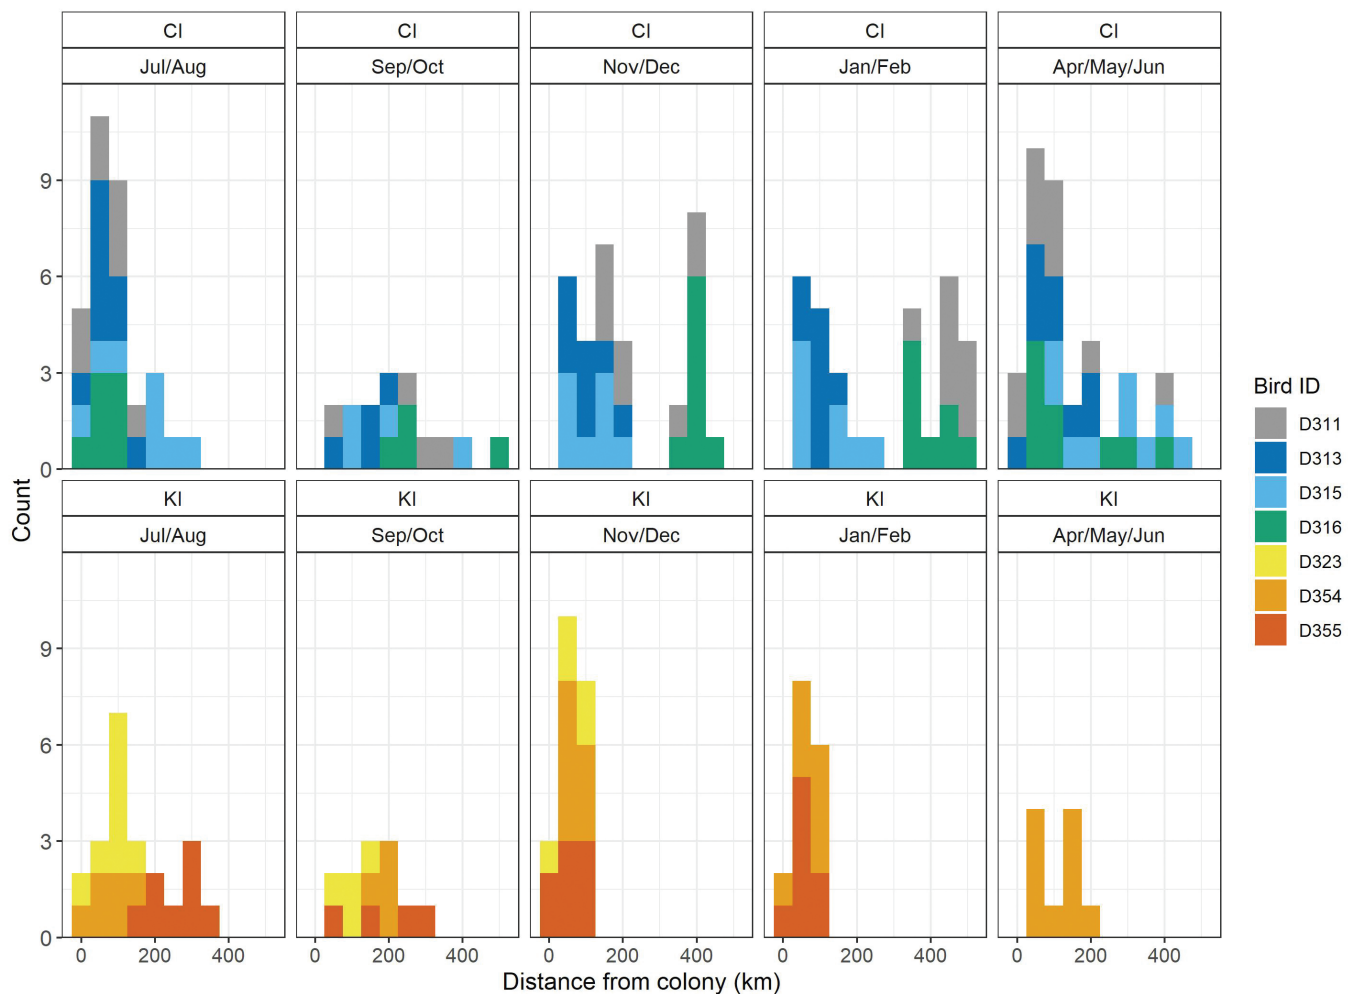 CI CI CI CI CI
Jul/Aug Sep/Oct Nov/Dec Jan/Feb Apr/May/Jun
9
6
3
0
KI KI KI KI KI
Jul/Aug Sep/Oct Nov/Dec Jan/Feb Apr/May/Jun
9
6
3
0
0 200 400 0 200 400 0 200 400 0 200 400 0 200 400
Distance from colony (km)
Count
Bird ID
D311
D313
D315
D316
D323
D354
D355